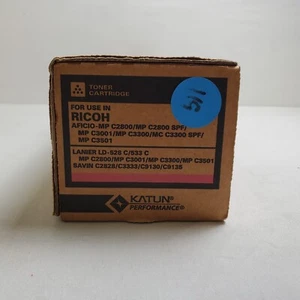 TONER
CARTRIDGE
511
FOR USE IN
RICOH
AFICIO-MP C2800/MP C2800 SPF/
MP C3001/MP C3300/MC C3300 SPF/
MP C3501
LANIER LD-528 C/533 C
MP C2800/MP C3001/MP C3300/MP C3501
SAVIN C2828/C3333/C9130/C9135
KATUN®
PERFORMANCE™